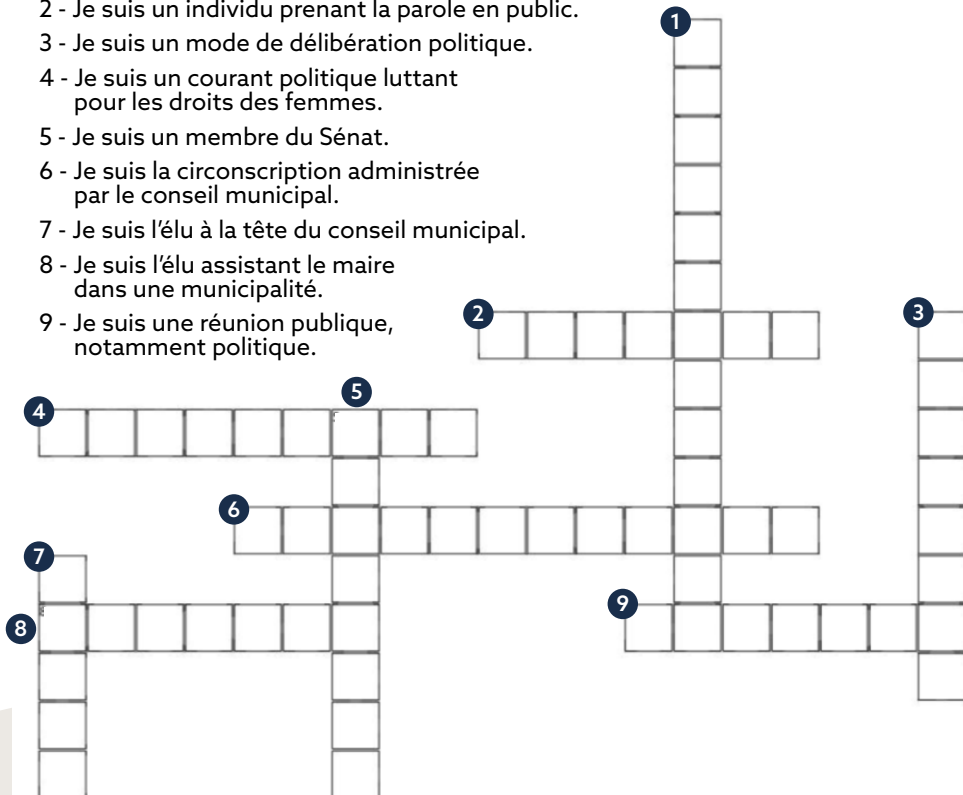 2 - Je suis un individu prenant la parole en public.
3 - Je suis un mode de délibération politique.
4 - Je suis un courant politique luttant
pour les droits des femmes.
5 - Je suis un membre du Sénat.
6 - Je suis la circonscription administrée
par le conseil municipal.
7 - Je suis l’élu à la tête du conseil municipal.
8 - Je suis l’élu assistant le maire
dans une municipalité.
9 - Je suis une réunion publique,
notamment politique.
1
2
3
5
4
6
7
9
8